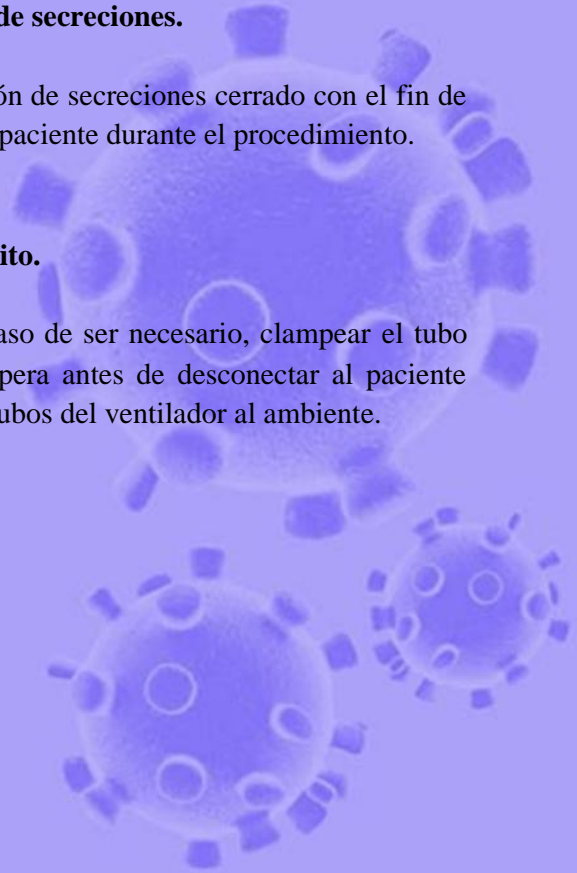 de secreciones.
ón de secreciones cerrado con el fin de
paciente durante el procedimiento.
ito.
aso de ser necesario, clampear el tubo
pera antes de desconectar al paciente
ubos del ventilador al ambiente.